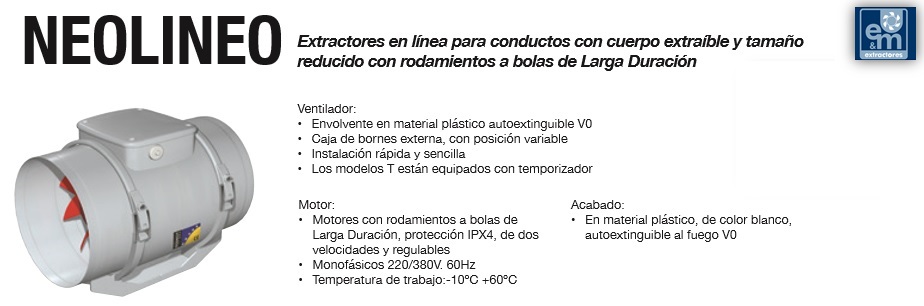 NEOLINEO
Extractores en línea para conductos con cuerpo extraíble y tamaño
reducido con rodamientos a bolas de Larga Duración
e&m
extractores
Ventilador:
• Envolvente en material plástico autoextinguible V0
• Caja de bornes externa, con posición variable
• Instalación rápida y sencilla
• Los modelos T están equipados con temporizador
Motor:
• Motores con rodamientos a bolas de
Larga Duración, protección IPX4, de dos
velocidades y regulables
• Monofásicos 220/380V. 60Hz
• Temperatura de trabajo:-10ºC +60ºC
Acabado:
• En material plástico, de color blanco,
autoextinguible al fuego V0